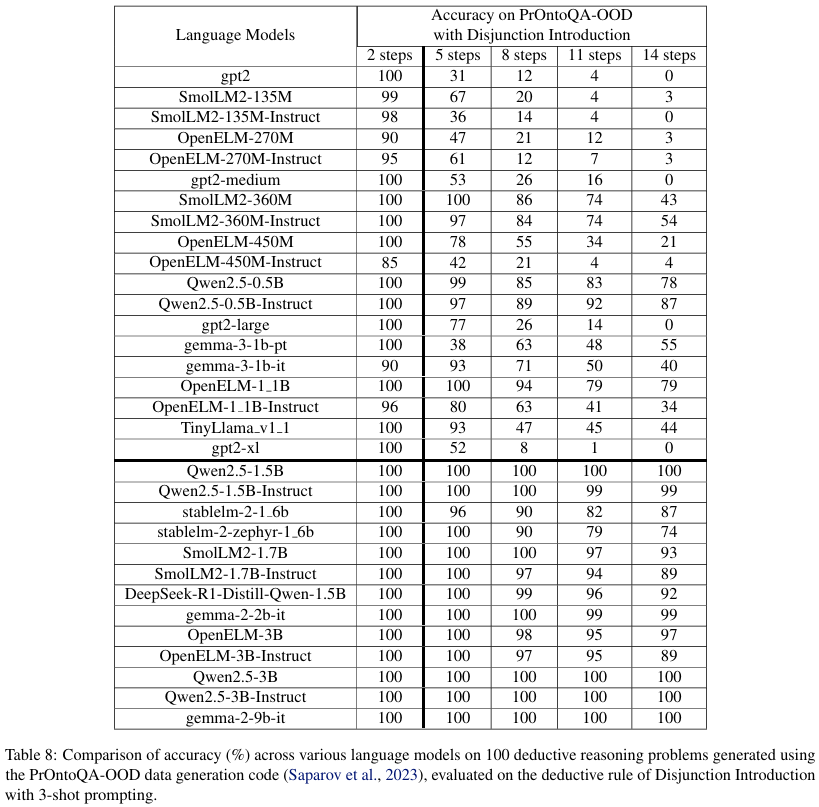 Language Models
Accuracy on PrOntoQA-OOD
with Disjunction Introduction
2 steps 5 steps 8 steps 11 steps 14 steps
gpt2 100 31 12 4 0
SmolLM2-135M 99 67 20 4 3
SmolLM2-135M-Instruct 98 36 14 4 0
OpenELM-270M 90 47 21 12 3
OpenELM-270M-Instruct 95 61 12 7 3
gpt2-medium 100 53 26 16 0
SmolLM2-360M 100 100 86 74 43
SmolLM2-360M-Instruct 100 97 84 74 54
OpenELM-450M 100 78 55 34 21
OpenELM-450M-Instruct 85 42 21 4 4
Qwen2.5-0.5B 100 99 85 83 78
Qwen2.5-0.5B-Instruct 100 97 89 92 87
gpt2-large 100 77 26 14 0
gemma-3-1b-pt 100 38 63 48 55
gemma-3-1b-it 90 93 71 50 40
OpenELM-1_1B 100 100 94 79 79
OpenELM-1_1B-Instruct 96 80 63 41 34
TinyLlama_v1_1 100 93 47 45 44
gpt2-xl 100 52 8 1 0
Qwen2.5-1.5B 100 100 100 100 100
Qwen2.5-1.5B-Instruct 100 100 100 99 99
stablelm-2-1_6b 100 96 90 82 87
stablelm-2-zephyr-1_6b 100 100 90 79 74
SmolLM2-1.7B 100 100 100 97 93
SmolLM2-1.7B-Instruct 100 100 97 94 89
DeepSeek-R1-Distill-Qwen-1.5B 100 100 99 96 92
gemma-2-2b-it 100 100 100 99 99
OpenELM-3B 100 100 98 95 97
OpenELM-3B-Instruct 100 100 97 95 89
Qwen2.5-3B 100 100 100 100 100
Qwen2.5-3B-Instruct 100 100 100 100 100
gemma-2-9b-it 100 100 100 100 100
Table 8: Comparison of accuracy (%) across various language models on 100 deductive reasoning problems generated using
the PrOntoQA-OOD data generation code (Saparov et al., 2023), evaluated on the deductive rule of Disjunction Introduction
with 3-shot prompting.